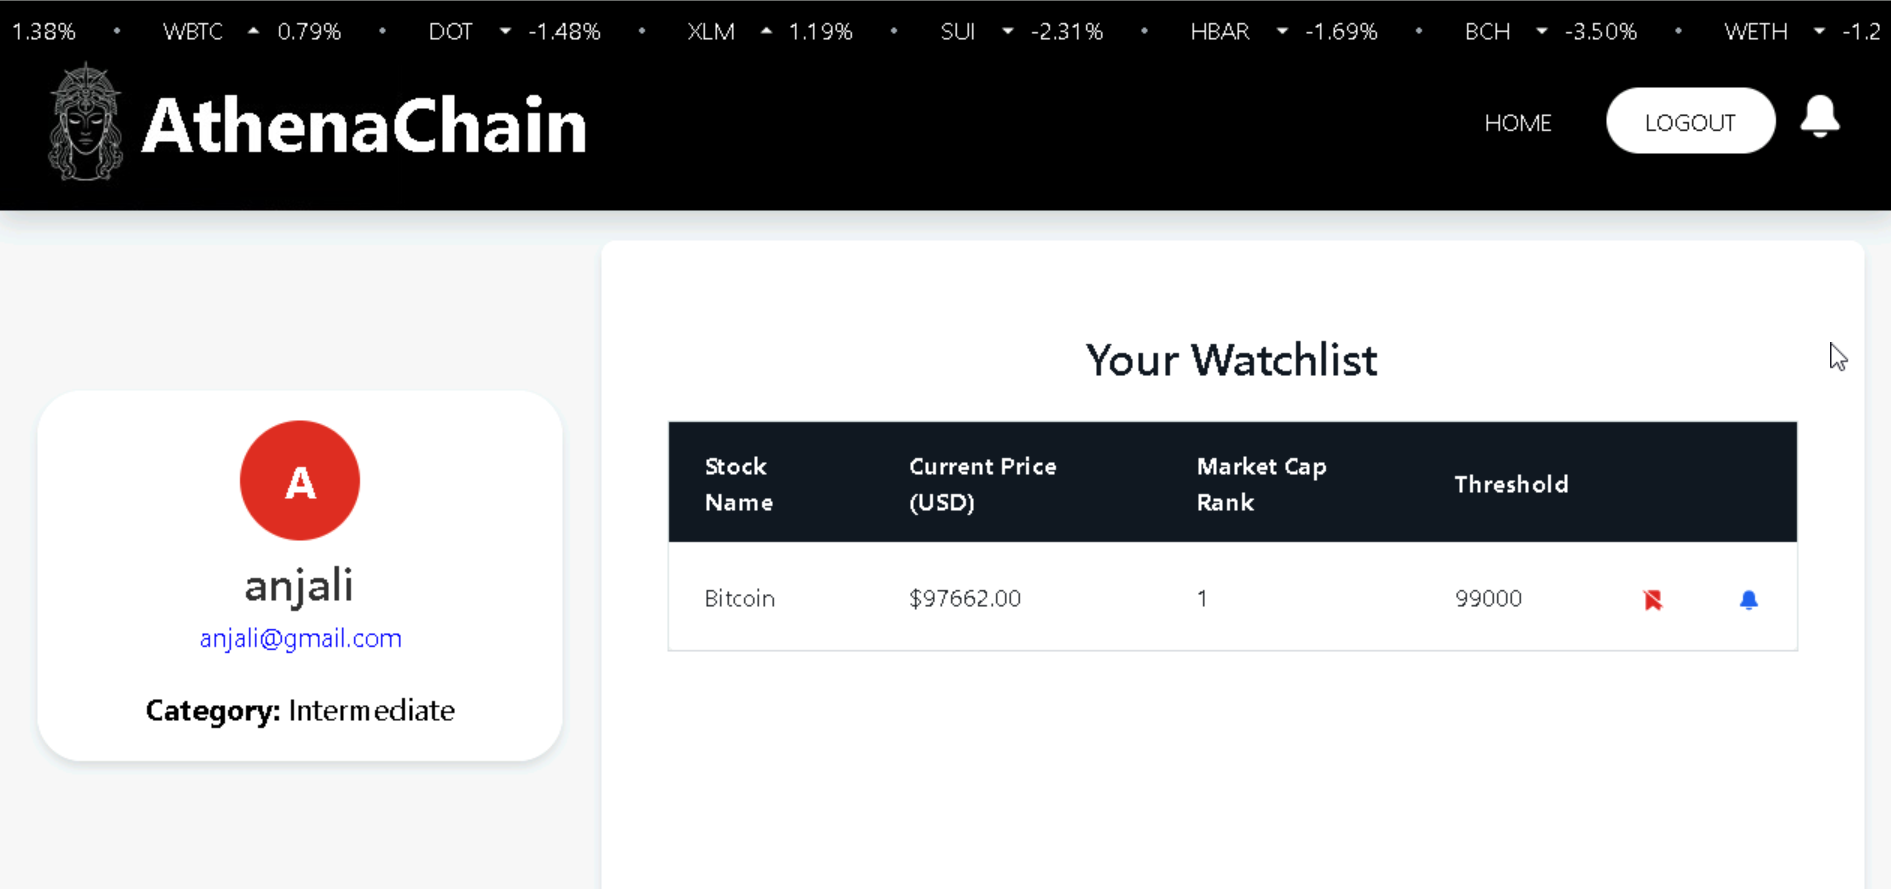 1.38% • WBTC 0.79% • DOT -1.48% • XLM 1.19% • SUI -2.31% • HBAR -1.69% • BCH -3.50% • WETH -1.2
AthenaChain
HOME
LOGOUT
Your Watchlist
Stock Name
Current Price (USD)
Market Cap Rank
Threshold
Bitcoin $97662.00 1 99000
A
anjali
anjali@gmail.com
Category: Intermediate